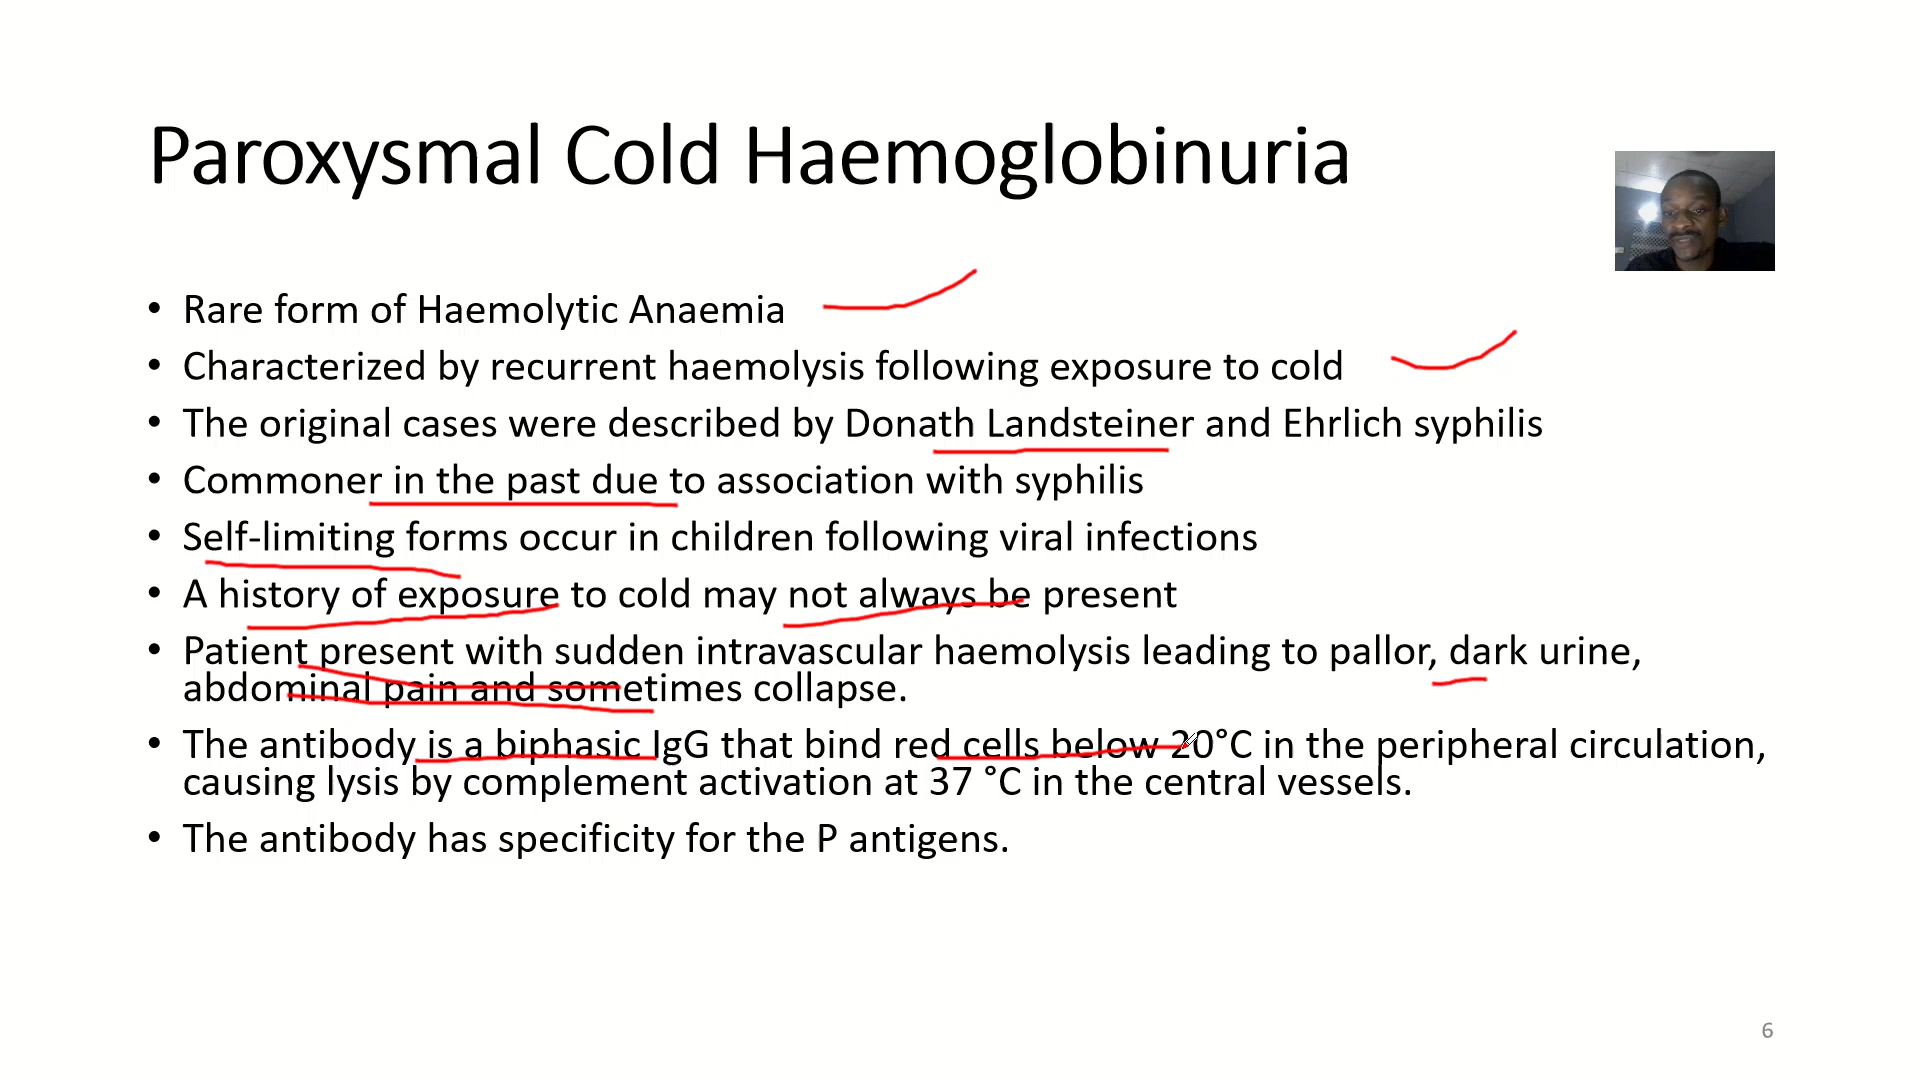 Paroxysmal Cold Haemoglobinuria
• Rare form of Haemolytic Anaemia
• Characterized by recurrent haemolysis following exposure to cold
• The original cases were described by Donath Landsteiner and Ehrlich syphilis
• Commoner in the past due to association with syphilis
• Self-limiting forms occur in children following viral infections
• A history of exposure to cold may not always be present
• Patient present with sudden intravascular haemolysis leading to pallor, dark urine,
abdominal pain and sometimes collapse.
• The antibody is a biphasic IgG that bind red cells below 20°C in the peripheral circulation,
causing lysis by complement activation at 37 °C in the central vessels.
• The antibody has specificity for the P antigens.
6